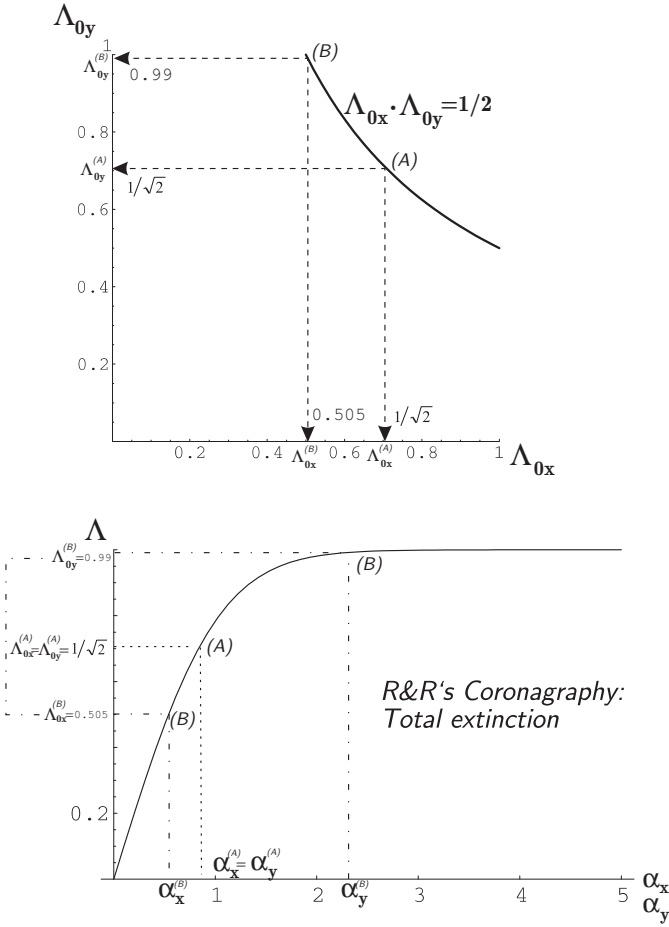 Λ0y
1
(B)
Λ0y(B)
0.99
Λ0x·Λ0y=1/2
0.8
(A)
Λ0y(A)
1/√2
0.6
0.4
0.2
0.505
1/√2
0.2 0.4 Λ0x(B) 0.6 Λ0x(A) 0.8 1 Λ0x
Λ
Λ0y(B)=0.99
(B)
Λ0x(A)=Λ0y(A)=1/√2
(A)
R&R‘s Coronagraphy:
Total extinction
Λ0x(B)=0.505
(B)
0.2
αx(A)=αy(A)
αx(B) 1 2 αy(B) 3 4 5 αx
αy